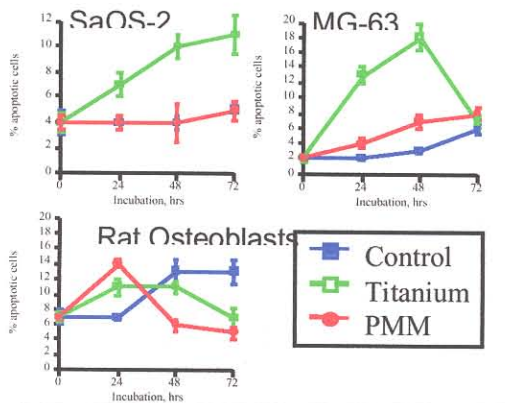 SaOS-2
% apoptotic cells
12
10
8
6
4
2
0
0 24 48 72
Incubation, hrs
MG-63
% apoptotic cells
20
18
16
14
12
10
8
6
4
2
0
0 24 48 72
Incubation, hrs
Rat Osteoblasts
% apoptotic cells
20
18
16
14
12
10
8
6
4
2
0
0 24 48 72
Incubation, hrs
Control
Titanium
PMM